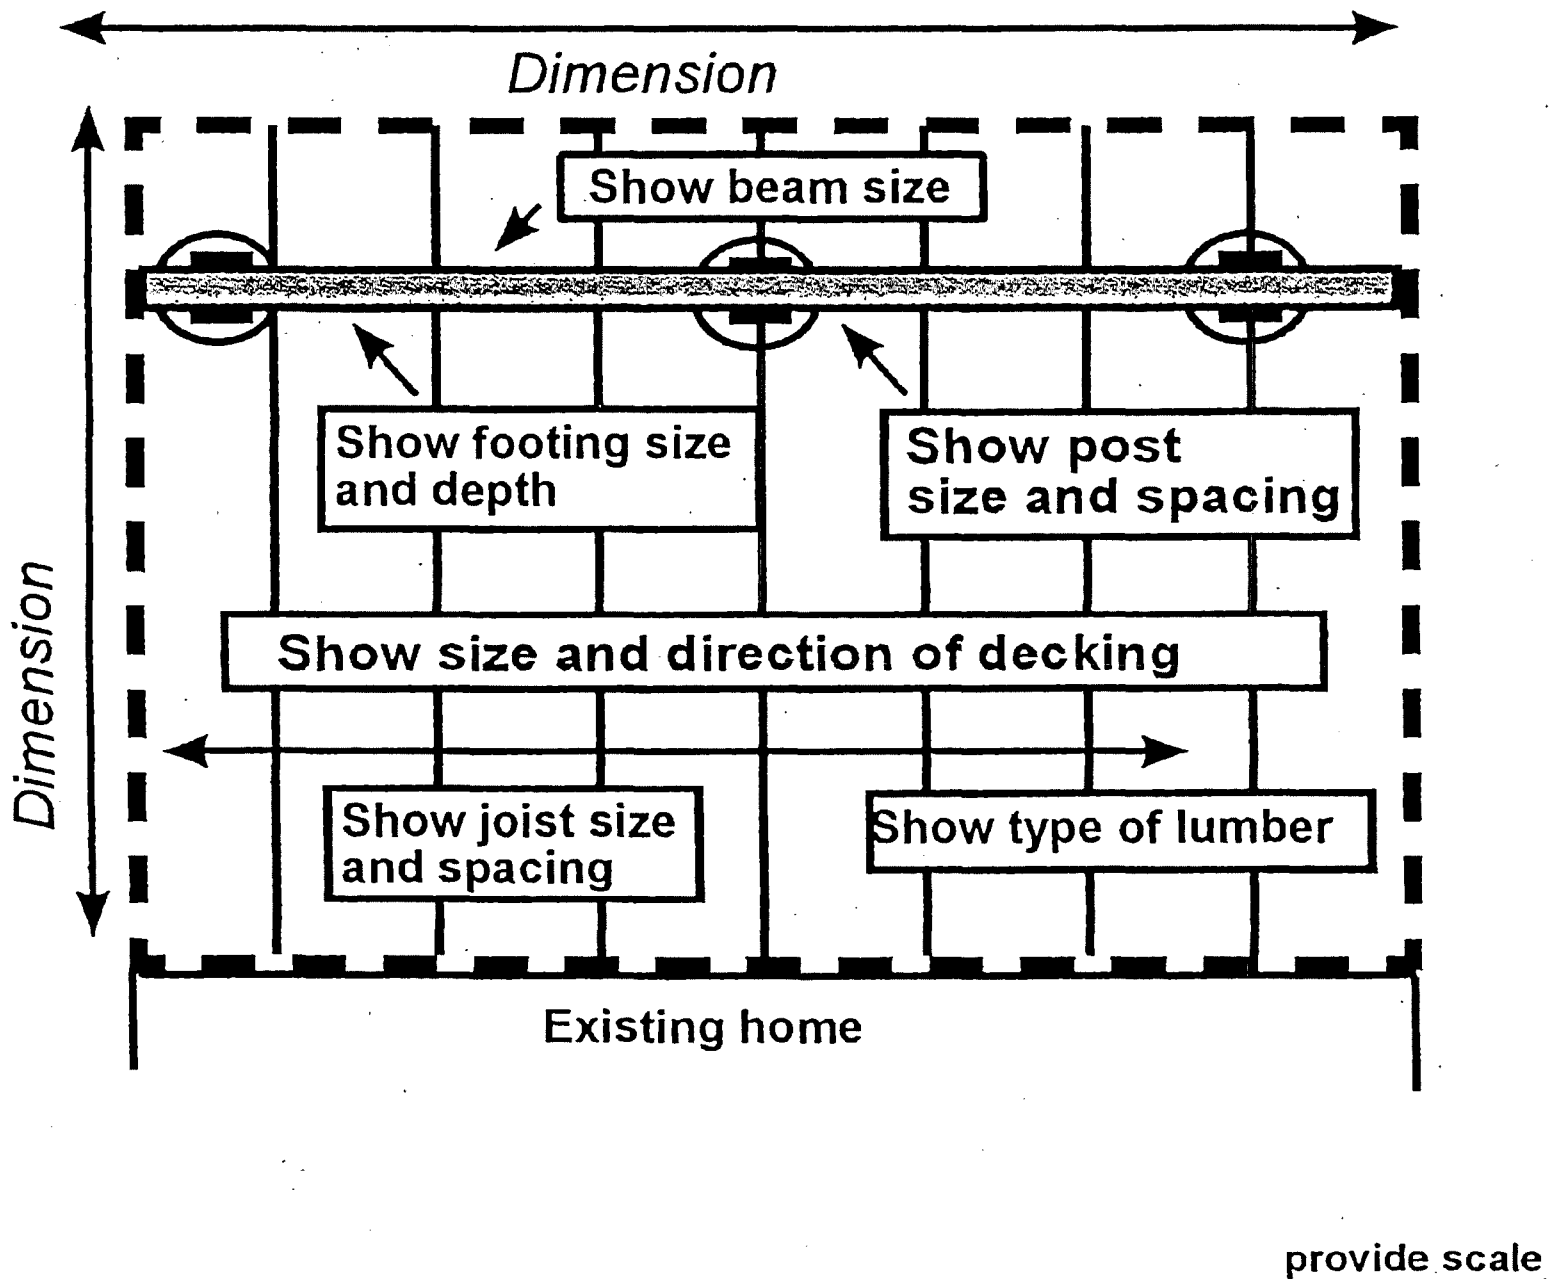 Dimension
Show beam size
Show footing size
and depth
Show post
size and spacing
Dimension
Show size and direction of decking
Show joist size
and spacing
Show type of lumber
Existing home
provide scale